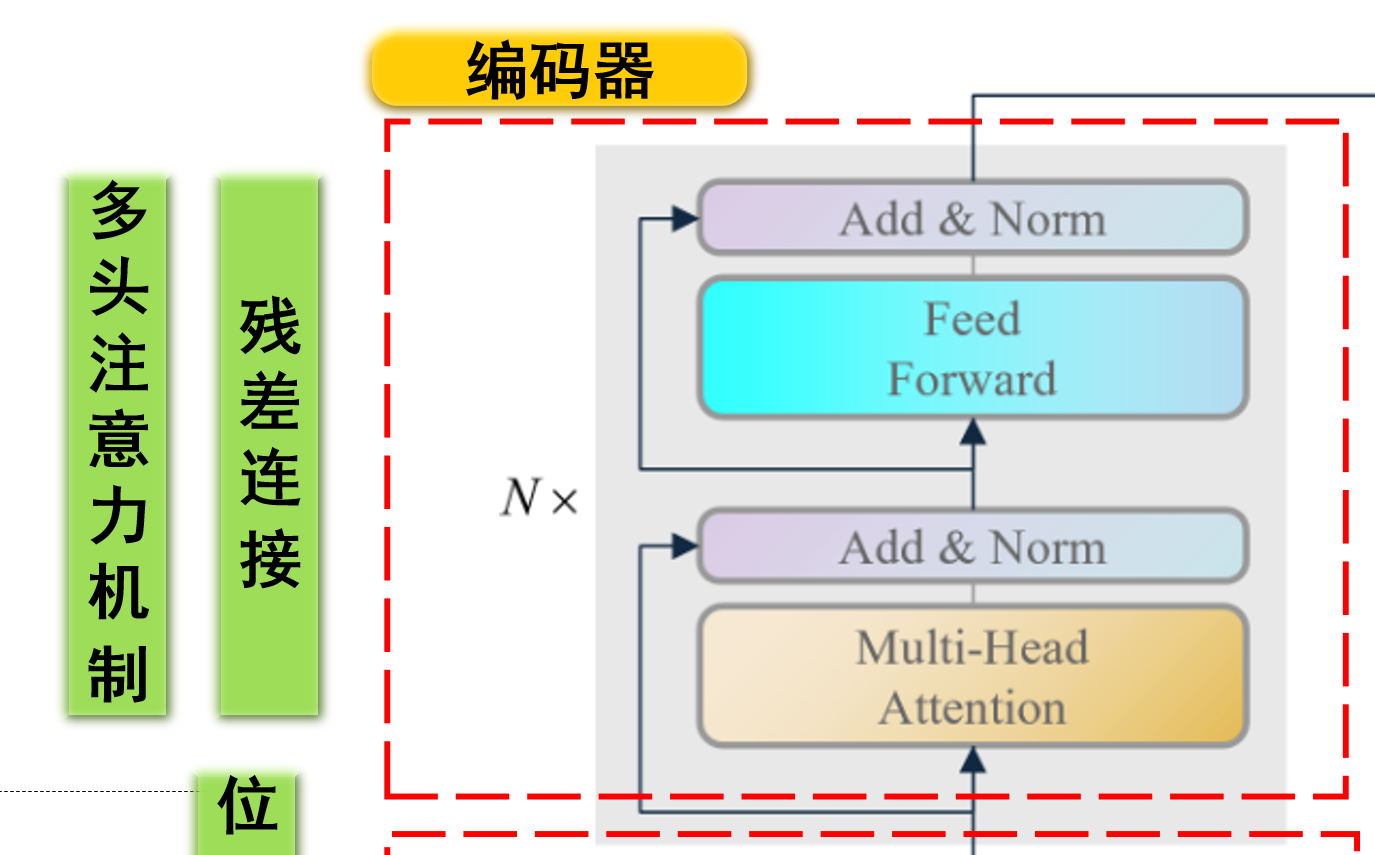 编码器
多头注意力机制
残差连接
Add & Norm
Feed
Forward
N×
Add & Norm
Multi-Head
Attention
位